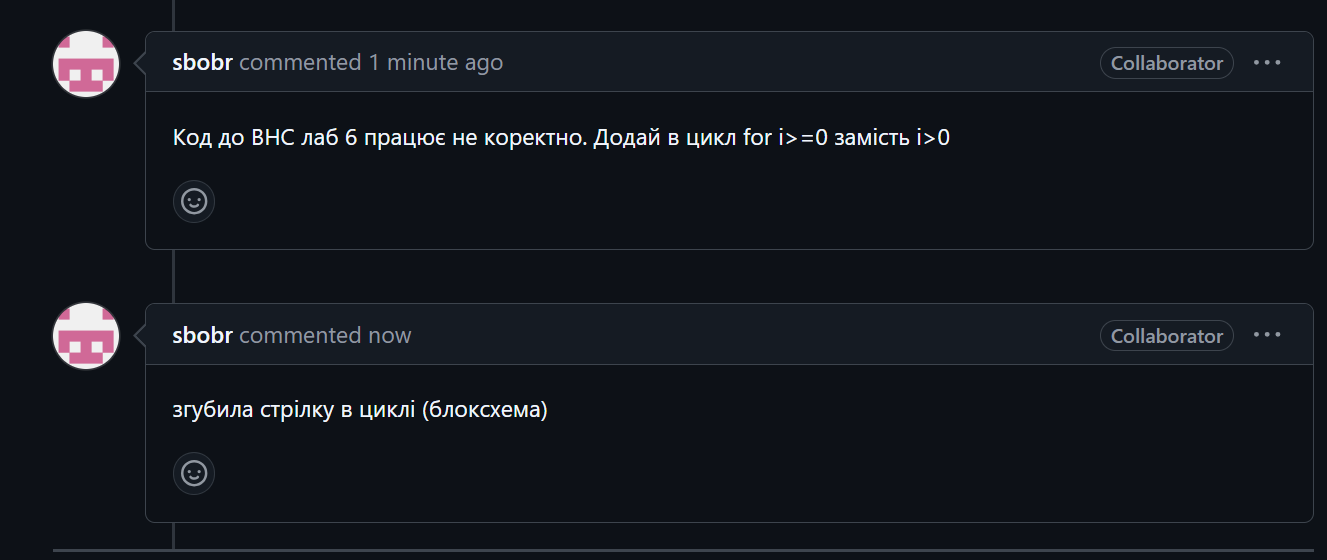 sbobr commented 1 minute ago Collaborator
Код до ВНС лаб 6 працює не коректно. Додай в цикл for i>=0 замість i>0
sbobr commented now Collaborator
згубила стрілку в циклі (блоксхема)